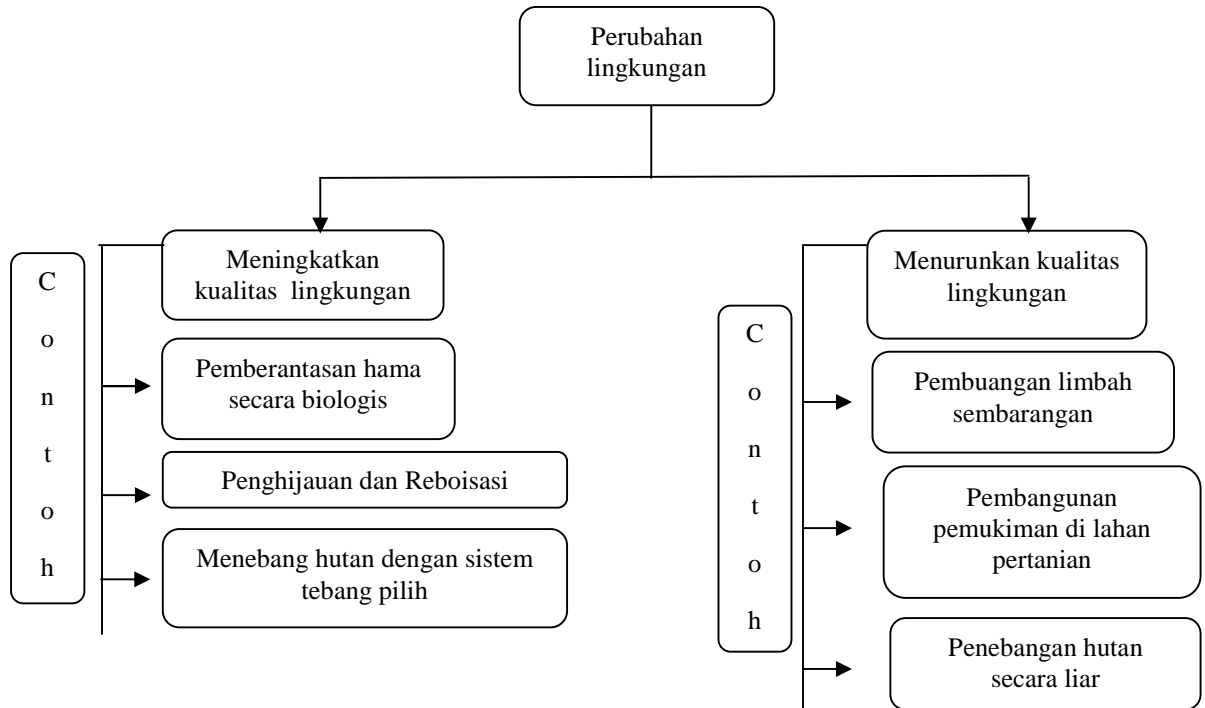 Perubahan
lingkungan
Meningkatkan
kualitas lingkungan
C
o
n
t
o
h
Pemberantasan hama
secara biologis
Penghijauan dan Reboisasi
Menebang hutan dengan sistem
tebang pilih
Menurunkan kualitas
lingkungan
C
o
n
t
o
h
Pembuangan limbah
sembarangan
Pembangunan
pemukiman di lahan
pertanian
Penebangan hutan
secara liar